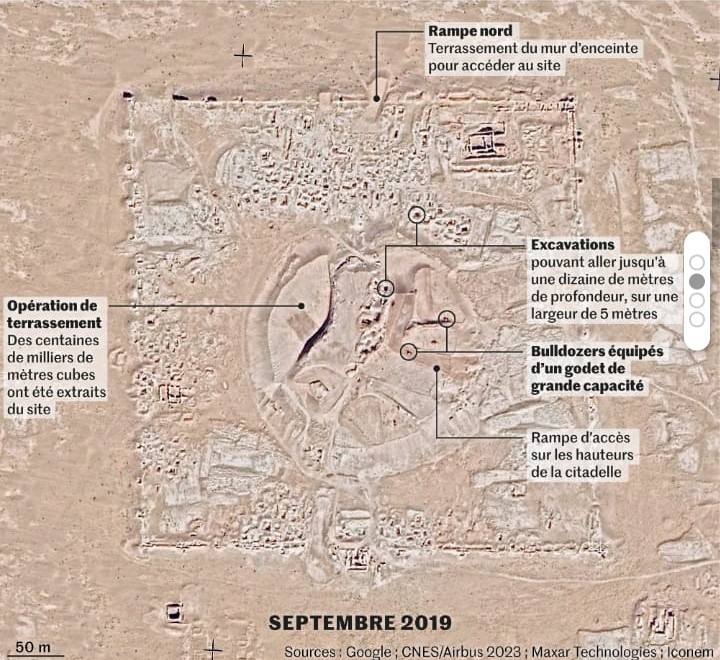 Rampe nord
Terrassement du mur d'enceinte
pour accéder au site
Excavations
pouvant aller jusqu'à
une dizaine de mètres
de profondeur, sur une
largeur de 5 mètres
Opération de
terrassement
Des centaines
de milliers de
mètres cubes
ont été extraits
du site
Bulldozers équipés
d'un godet de
grande capacité
Rampe d'accès
sur les hauteurs
de la citadelle
SEPTEMBRE 2019
50 m
Sources : Google ; CNES/Airbus 2023 ; Maxar Technologies ; Iconem